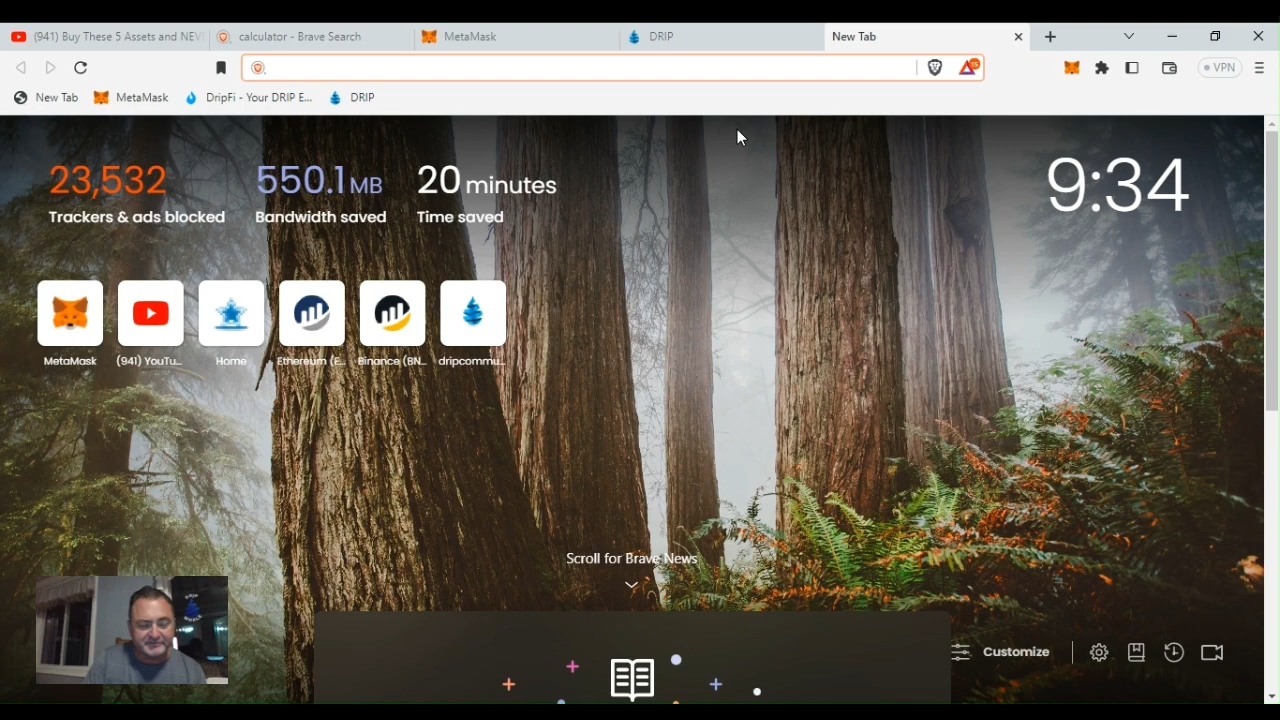 (941) Buy These 5 Assets and NEVE
calculator - Brave Search
MetaMask
DRIP
New Tab
VPN
New Tab
MetaMask
DripFi - Your DRIP E...
DRIP
23,532
Trackers & ads blocked
550.1 MB
Bandwidth saved
20 minutes
Time saved
9:34
MetaMask
(941) YouTu...
Home
Ethereum (E...
Binance (BN...
dripcommu...
Scroll for Brave News
DRIP
Customize